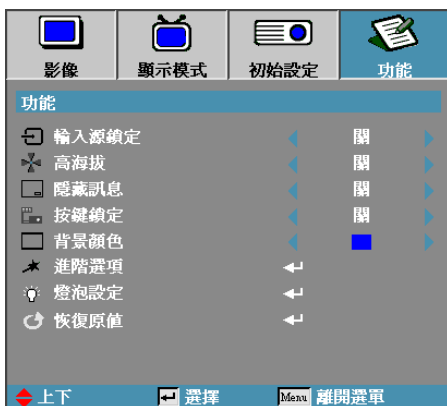 影像 顯示模式 初始設定 功能
功能
輸入源鎖定 關
高海拔 關
隱藏訊息 關
按鍵鎖定 關
背景顏色
進階選項
燈泡設定
恢復原値
上下 選擇 Menu 離開選單